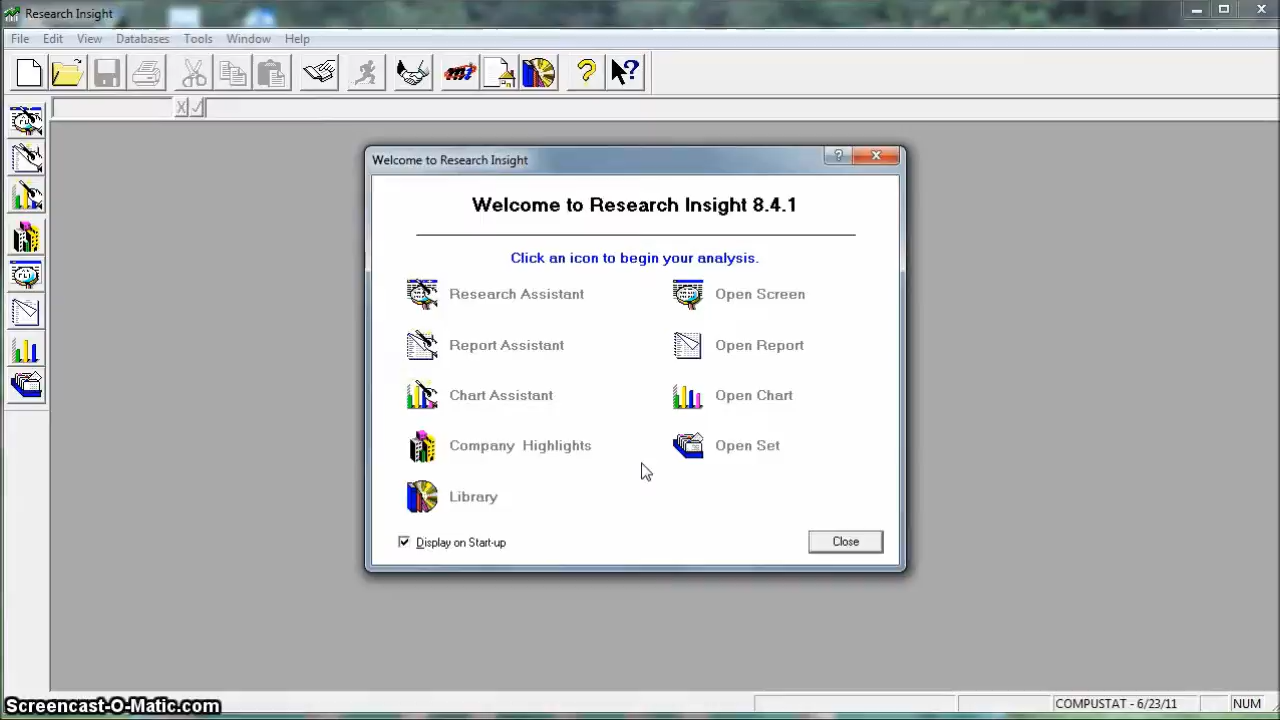 Research Insight
File Edit View Databases Tools Window Help
Welcome to Research Insight
Welcome to Research Insight 8.4.1
Click an icon to begin your analysis.
Research Assistant
Open Screen
Report Assistant
Open Report
Chart Assistant
Open Chart
Company Highlights
Open Set
Library
Display on Start-up
Close
Screencast-O-Matic.com
COMPUSTAT - 6/23/11
NUM